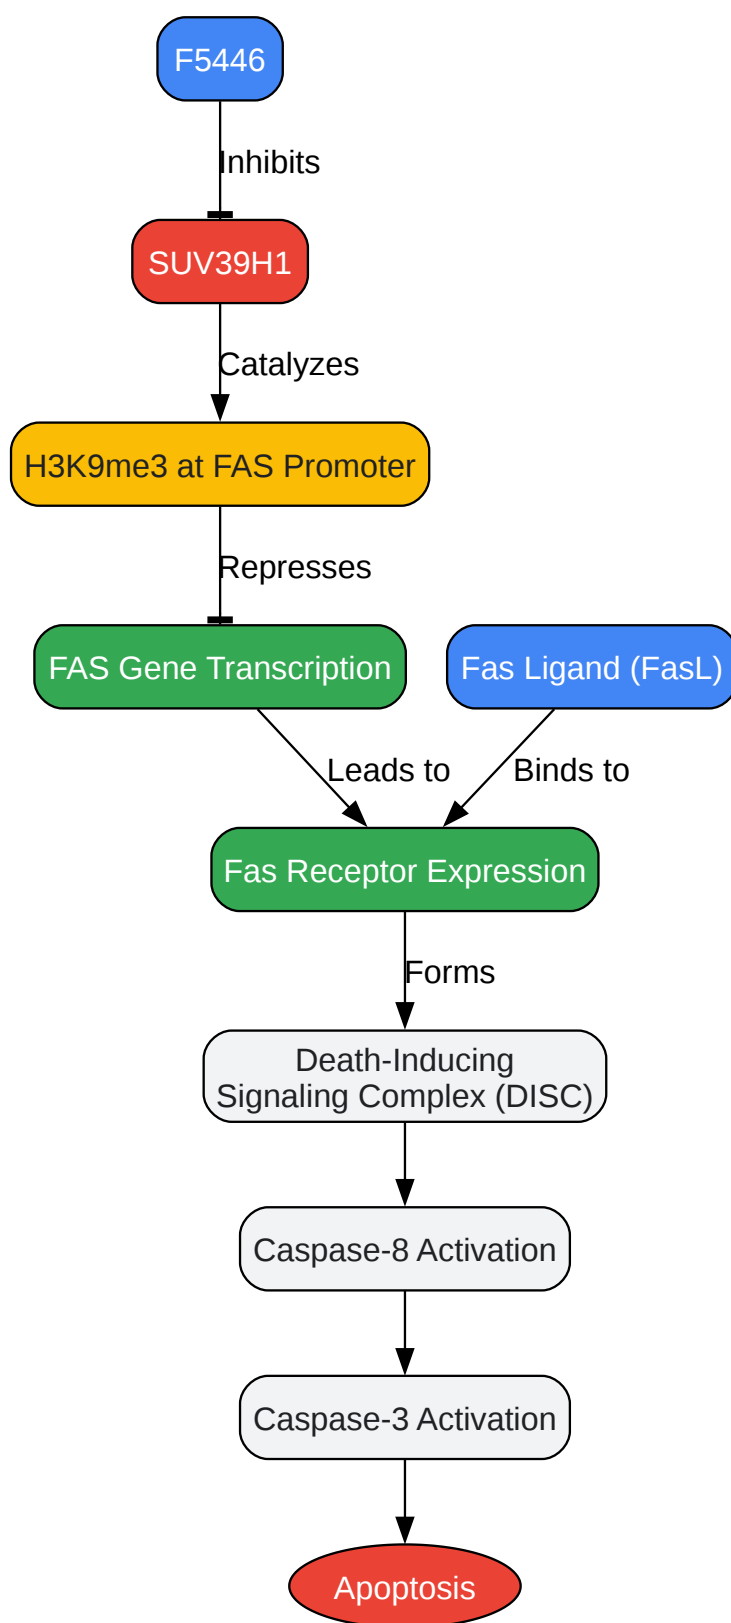 F5446
Inhibits
SUV39H1
Catalyzes
H3K9me3 at FAS Promoter
Represses
FAS Gene Transcription
Fas Ligand (FasL)
Leads to
Binds to
Fas Receptor Expression
Forms
Death-Inducing
Signaling Complex (DISC)
Caspase-8 Activation
Caspase-3 Activation
Apoptosis